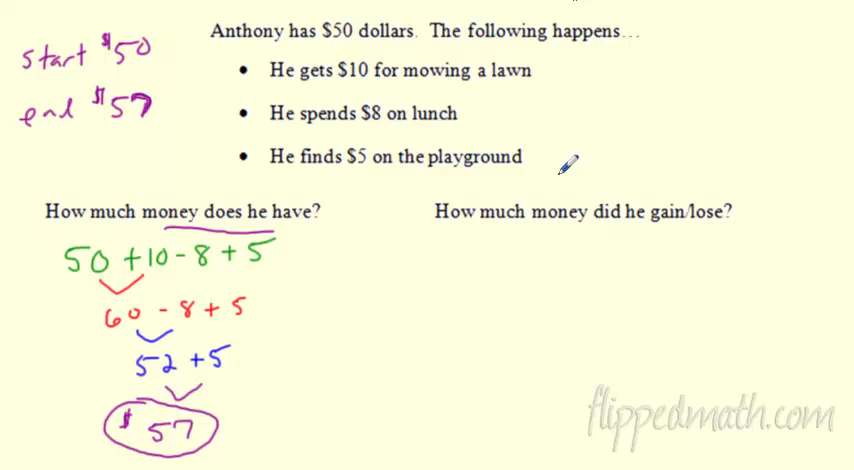 Anthony has $50 dollars. The following happens…
start $50
• He gets $10 for mowing a lawn
end $57
• He spends $8 on lunch
• He finds $5 on the playground
How much money does he have?
How much money did he gain/lose?
50 + 10 - 8 + 5
60 - 8 + 5
52 + 5
$57
flippedmath.com